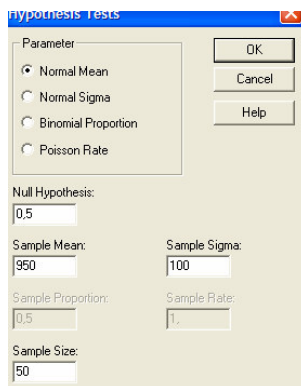 Hypothesis Tests
Parameter
Normal Mean
Normal Sigma
Binomial Proportion
Poisson Rate
OK
Cancel
Help
Null Hypothesis:
0,5
Sample Mean: Sample Sigma:
950 100
Sample Proportion: Sample Rate:
0,5 1,
Sample Size:
50